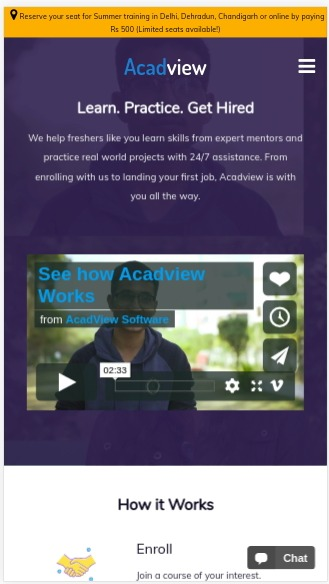 Reserve your seat for Summer training in Delhi, Dehradun, Chandigarh or online by paying
Rs 500 (Limited seats available!)
Acadview
Learn. Practice. Get Hired
We help freshers like you learn skills from expert mentors and
practice real world projects with 24/7 assistance. From
enrolling with us to landing your first job, Acadview is with
you all the way.
See how Acadview
Works
from AcadView Software
02:33
How it Works
Enroll
Join a course of your interest.
Chat